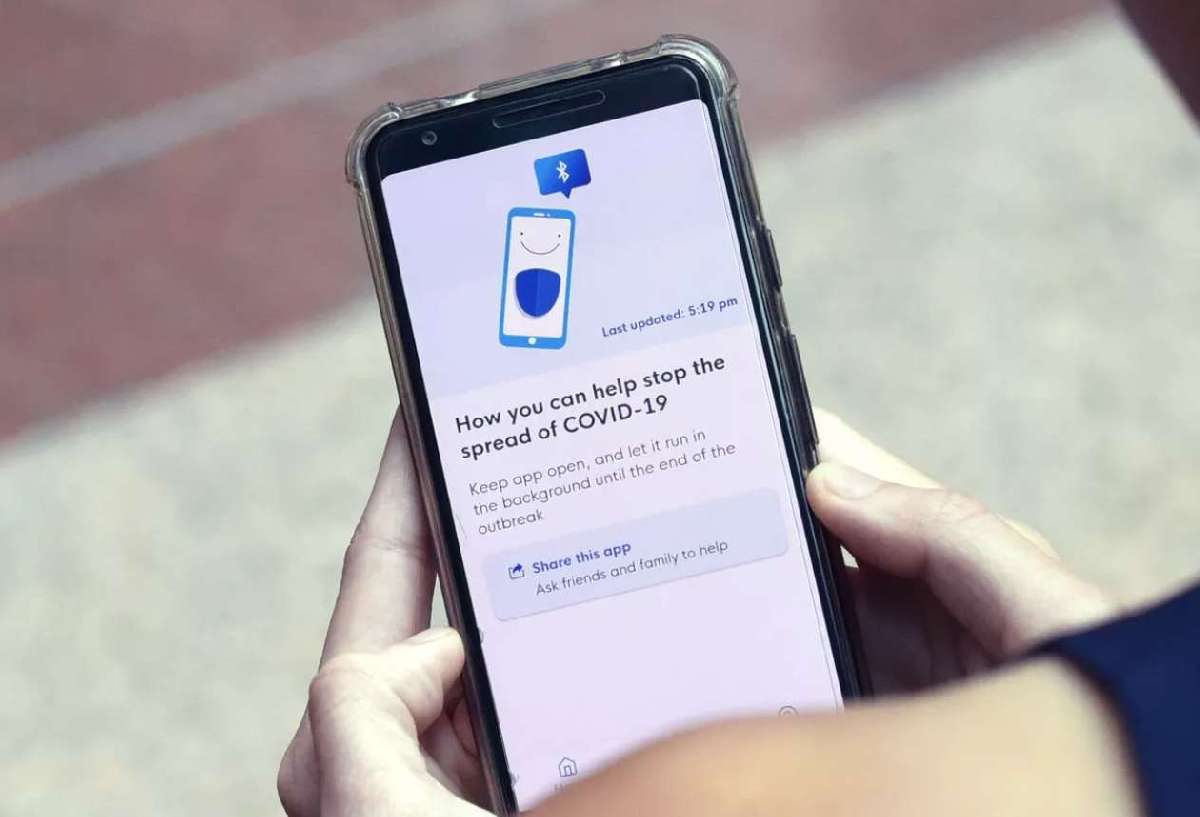 Last updated: 5:19 pm
How you can help stop the
spread of COVID-19
Keep app open, and let it run in
the background until the end of the
outbreak
Share this app
Ask friends and family to help